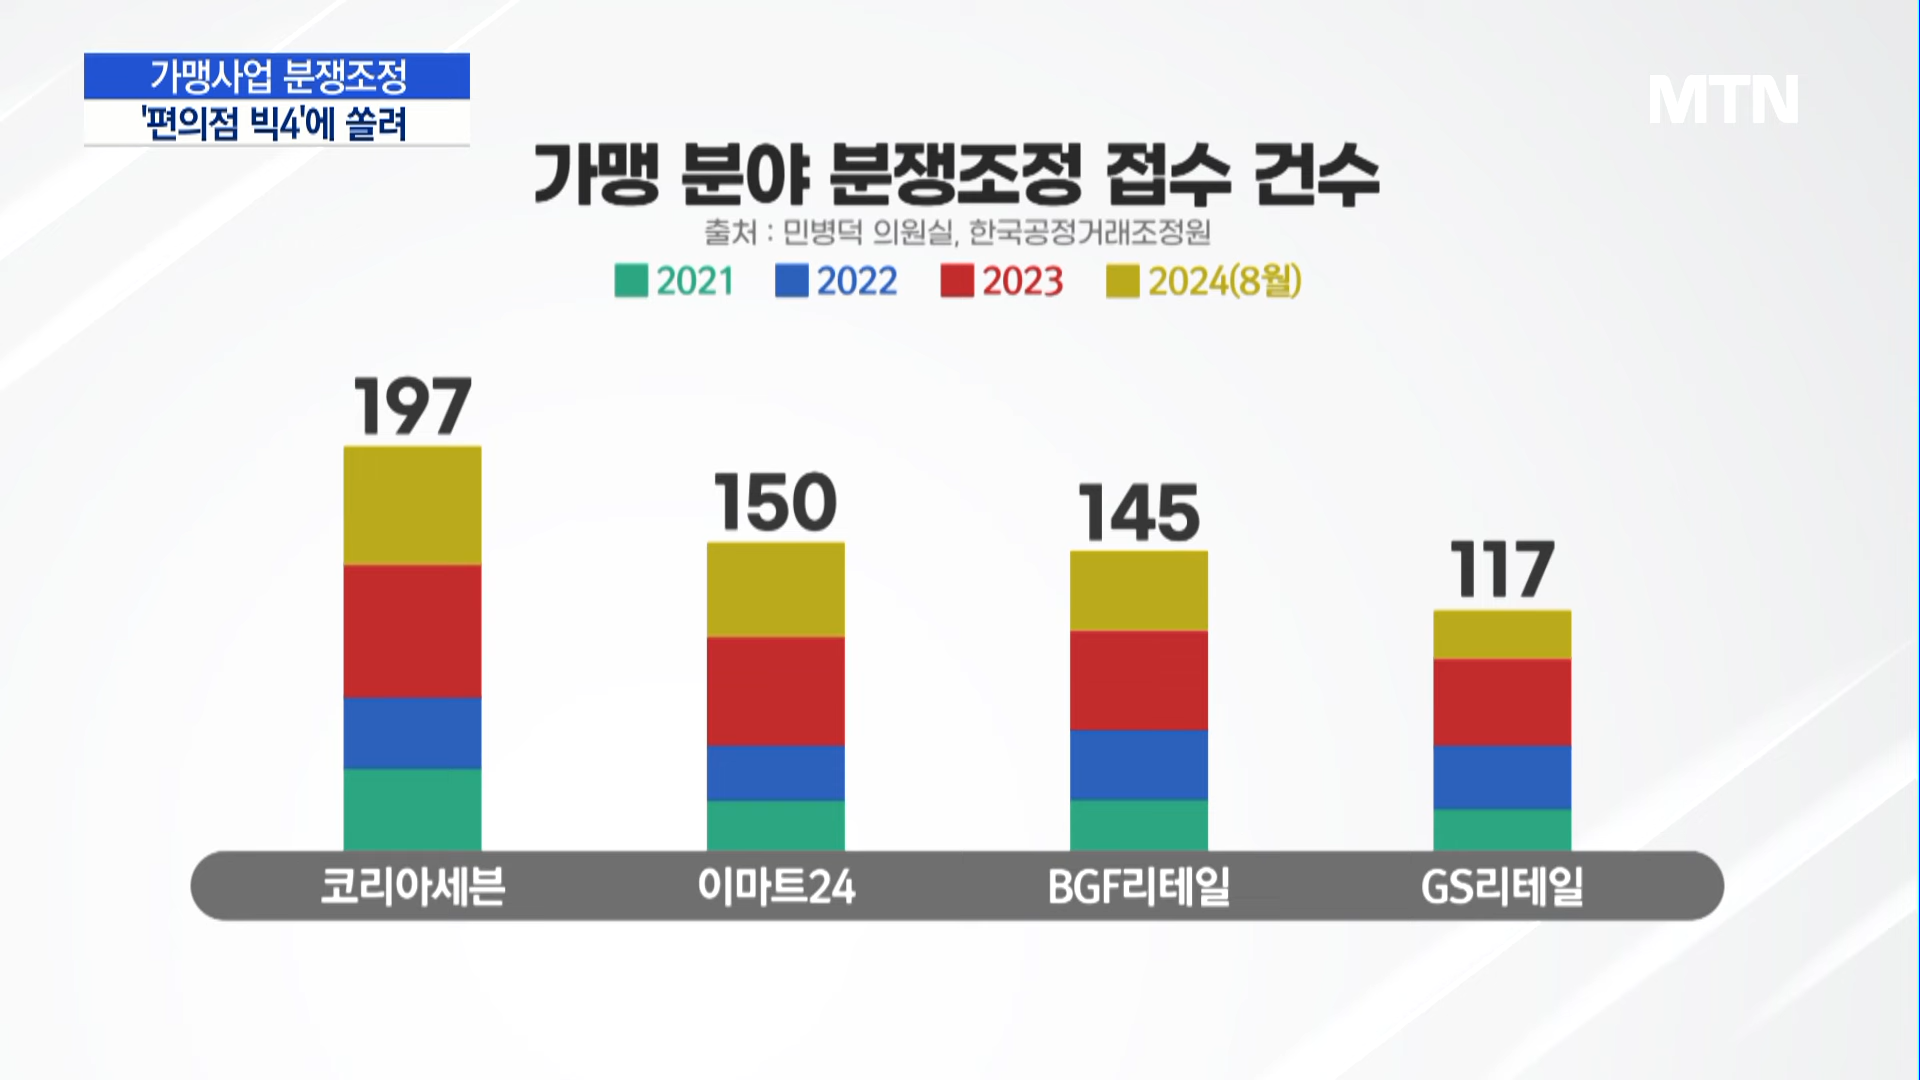 가맹사업 분쟁조정
'편의점 빅4'에 쏠려
MTN
가맹 분야 분쟁조정 접수 건수
출처 : 민병덕 의원실, 한국공정거래조정원
2021 2022 2023 2024(8월)
197 150 145 117
코리아세븐 이마트24 BGF리테일 GS리테일